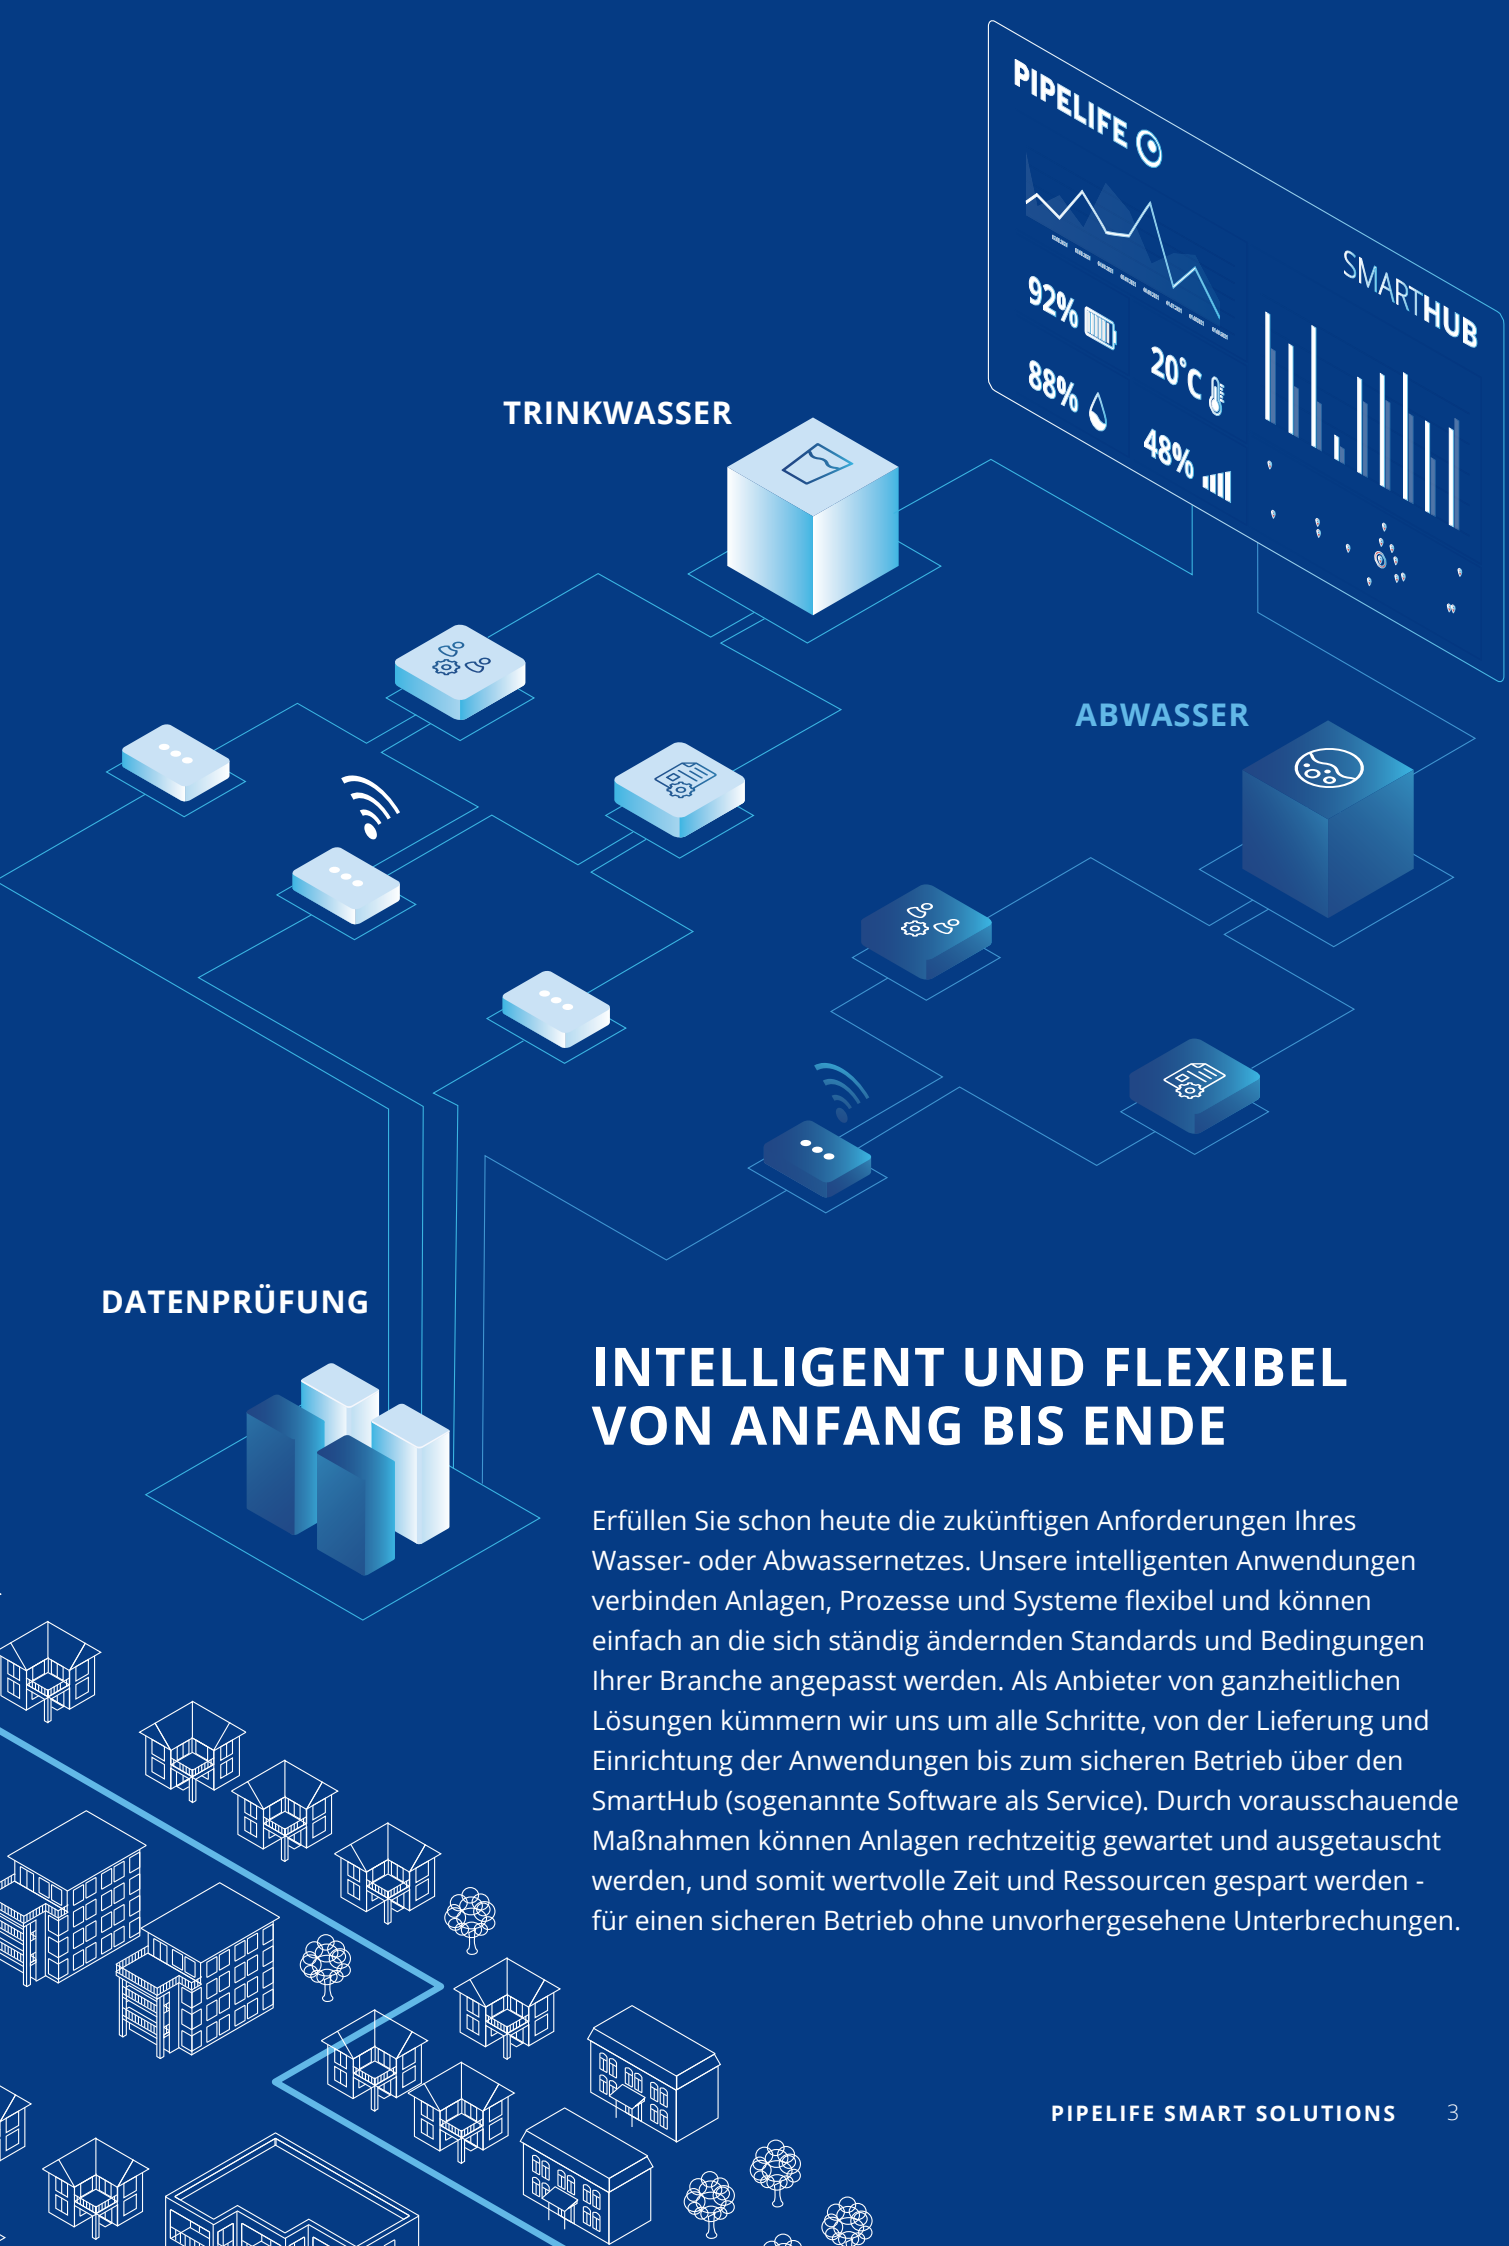 PIPELIFE
SMARTHUB
92%
20°C
88%
48%
TRINKWASSER
ABWASSER
DATENPRÜFUNG
INTELLIGENT UND FLEXIBEL
VON ANFANG BIS ENDE
Erfüllen Sie schon heute die zukünftigen Anforderungen Ihres
Wasser- oder Abwassernetzes. Unsere intelligenten Anwendungen
verbinden Anlagen, Prozesse und Systeme flexibel und können
einfach an die sich ständig ändernden Standards und Bedingungen
Ihrer Branche angepasst werden. Als Anbieter von ganzheitlichen
Lösungen kümmern wir uns um alle Schritte, von der Lieferung und
Einrichtung der Anwendungen bis zum sicheren Betrieb über den
SmartHub (sogenannte Software als Service). Durch vorausschauende
Maßnahmen können Anlagen rechtzeitig gewartet und ausgetauscht
werden, und somit wertvolle Zeit und Ressourcen gespart werden -
für einen sicheren Betrieb ohne unvorhergesehene Unterbrechungen.
PIPELIFE SMART SOLUTIONS 3